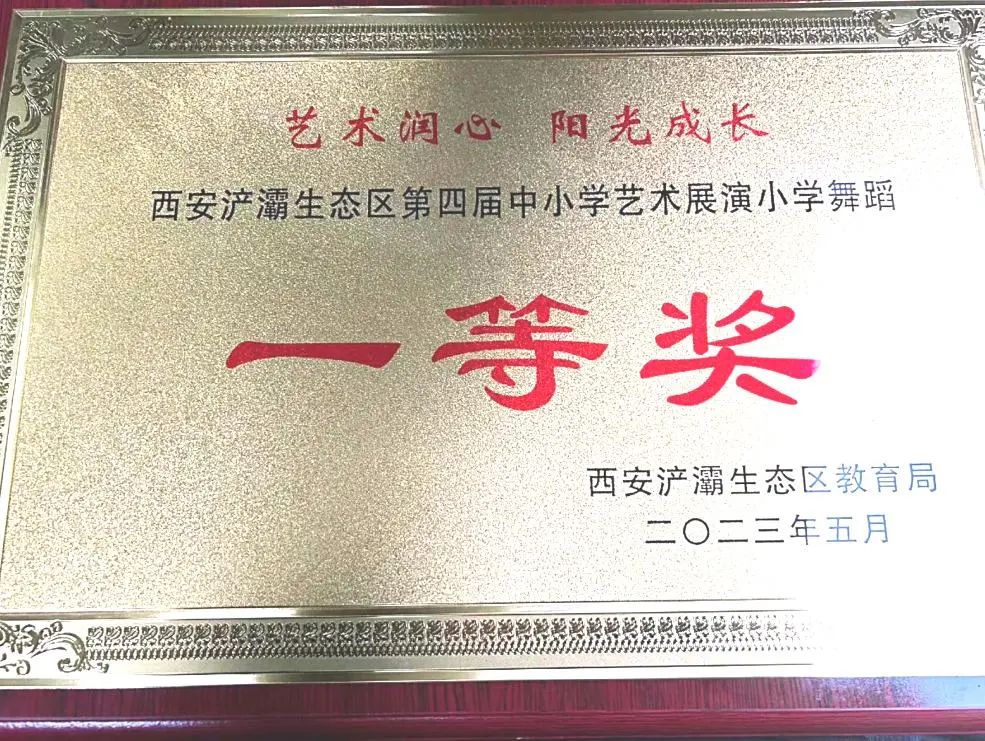 艺术润心 阳光成长
西安浐灞生态区第四届中小学艺术展演小学舞蹈
一等奖
西安浐灞生态区教育局
二〇二三年五月